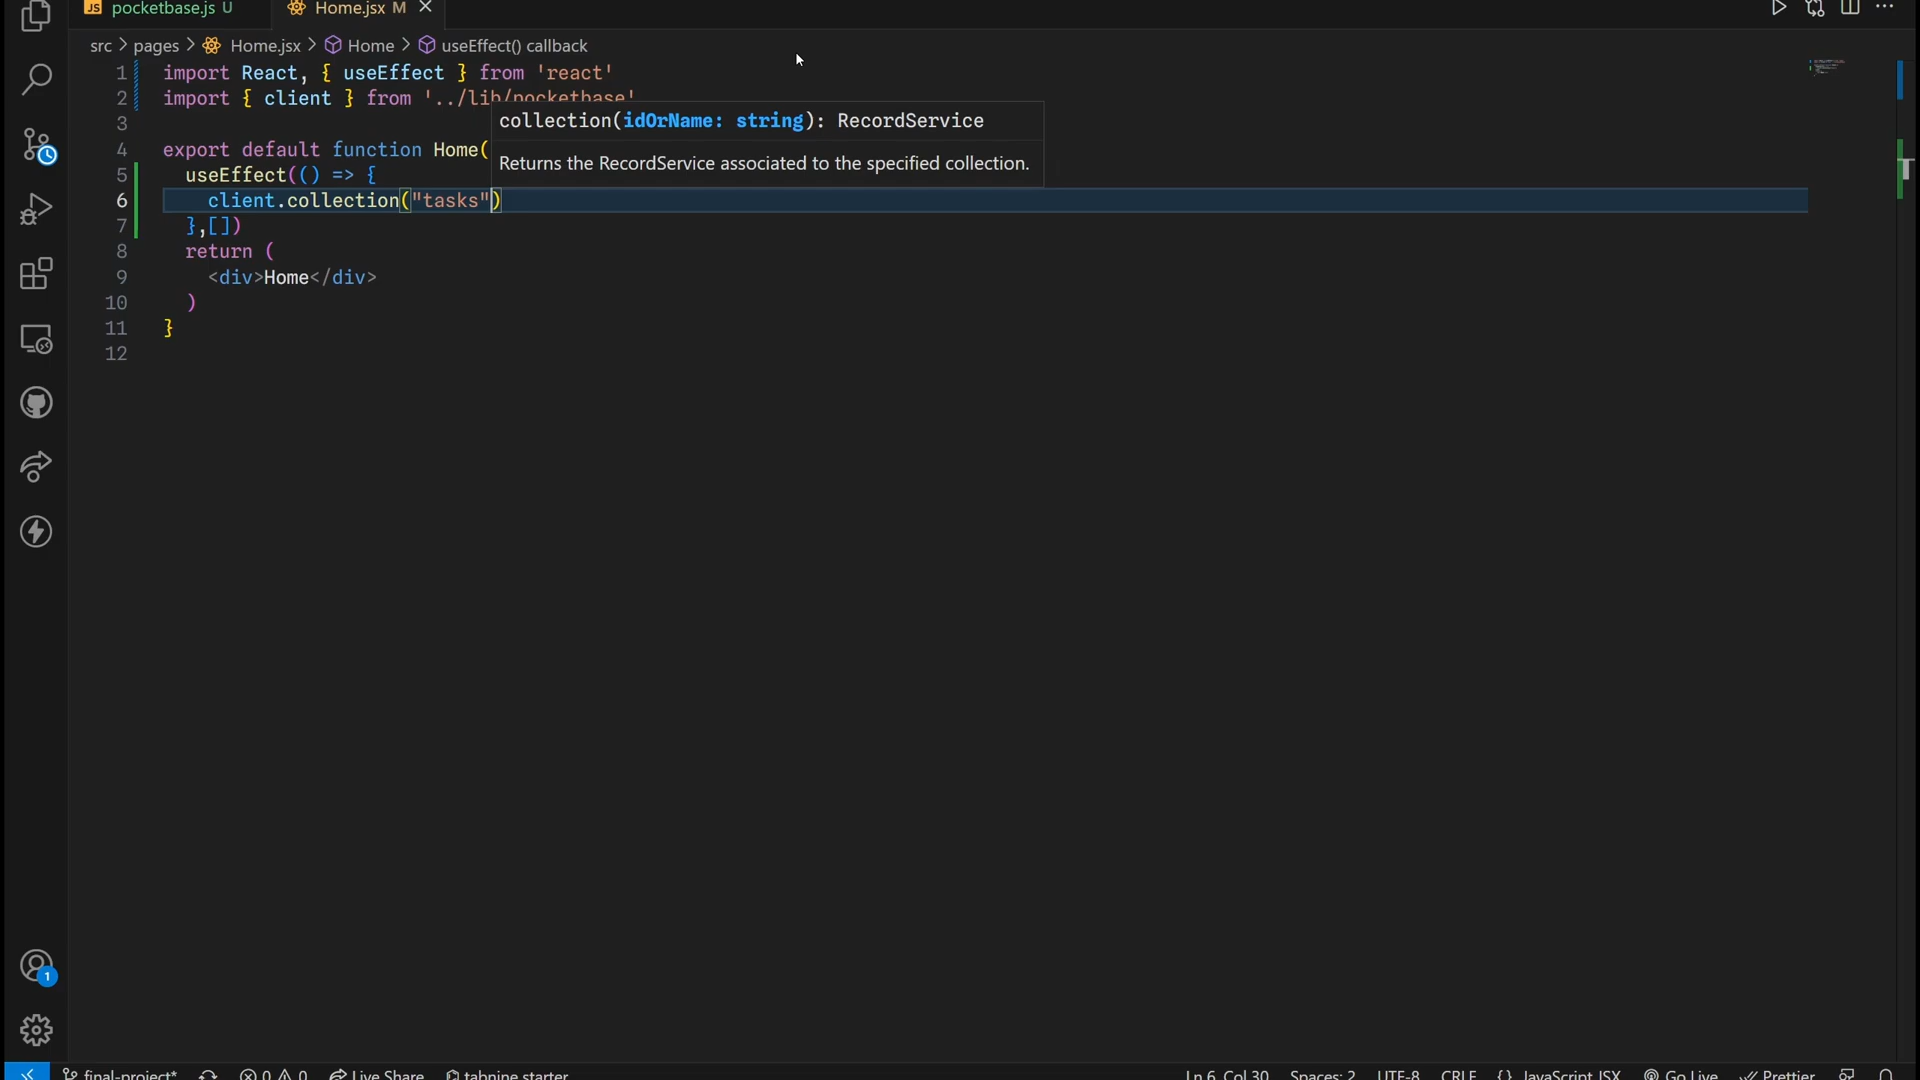 JS pocketbase.js U
Home.jsx M
src > pages > Home.jsx > Home > useEffect() callback
1 import React, { useEffect } from 'react'
2 import { client } from '../lib/pocketbase'
collection(idOrName: string): RecordService
3
4 export default function Home(
Returns the RecordService associated to the specified collection.
5 useEffect(() => {
6 client.collection("tasks")
7 },[])
8 return (
9 <div>Home</div>
10 )
11 }
12
1
final-project* 0 0 Live Share tabnine starter Ln 6, Col 30 Spaces: 2 UTF-8 CRLF {} JavaScript JSX Go Live Prettier